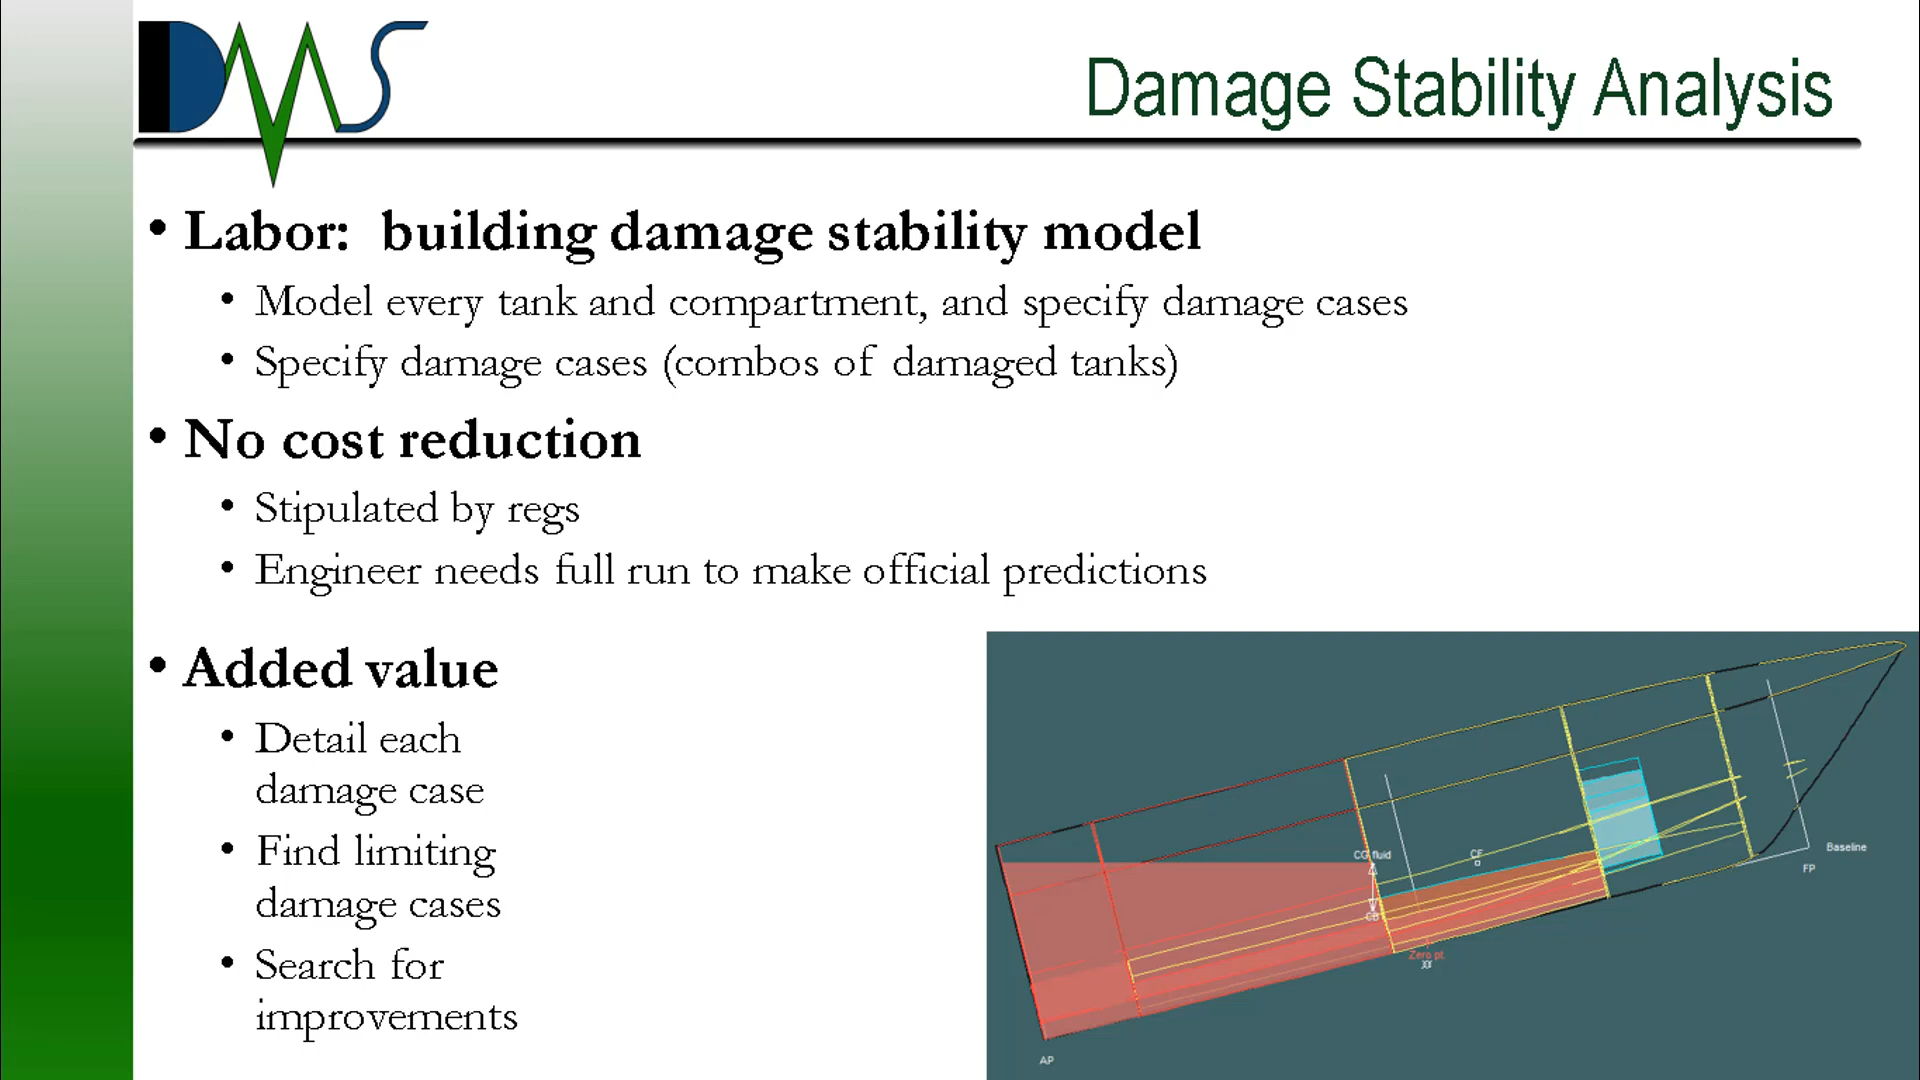 DMS
Damage Stability Analysis
• Labor: building damage stability model
• Model every tank and compartment, and specify damage cases
• Specify damage cases (combos of damaged tanks)
• No cost reduction
• Stipulated by regs
• Engineer needs full run to make official predictions
• Added value
• Detail each
damage case
• Find limiting
damage cases
• Search for
improvements
CG fluid
CF
CB
Zero pt.
Baseline
FP
AP